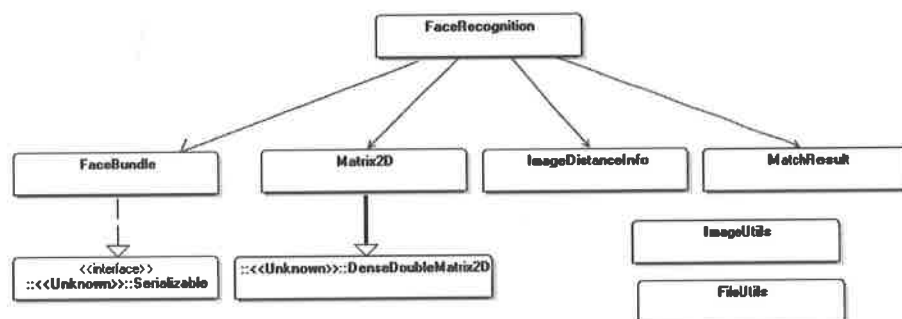 FaceRecognition
FaceBundle
Matrix2D
ImageDistanceInfo
MatchResult
ImageUtils
<<interface>>
::<<Unknown>>::Serializable
::<<Unknown>>::DenseDoubleMatrix2D
FileUtils